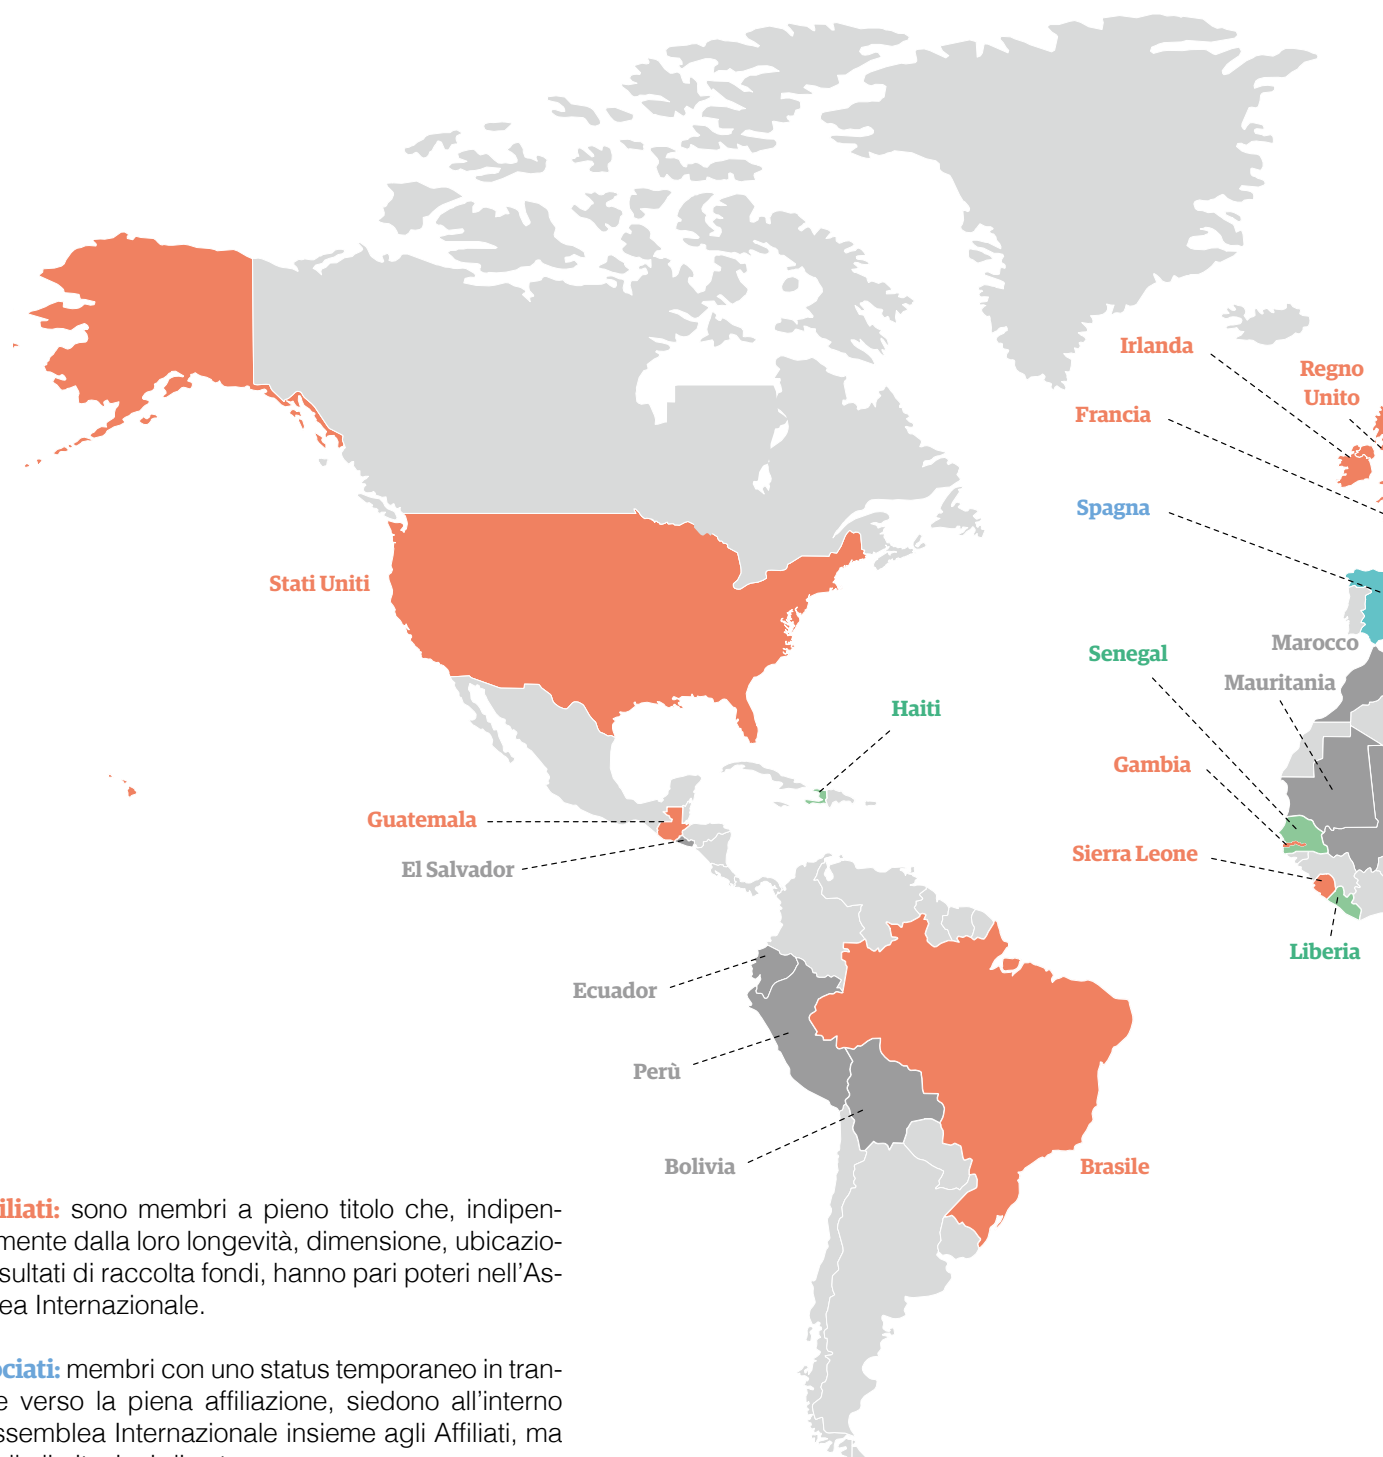 Irlanda
Regno
Unito
Francia
Spagna
Stati Uniti
Marocco
Senegal
Mauritania
Haiti
Gambia
Guatemala
El Salvador
Sierra Leone
Liberia
Ecuador
Perù
Bolivia
Brasile
iliati: sono membri a pieno titolo che, indipen-
mente dalla loro longevità, dimensione, ubicazio-
sultati di raccolta fondi, hanno pari poteri nell'As-
ea Internazionale.
ociati: membri con uno status temporaneo in tran-
e verso la piena affiliazione, siedono all'interno
ssemblea Internazionale insieme agli Affiliati, ma